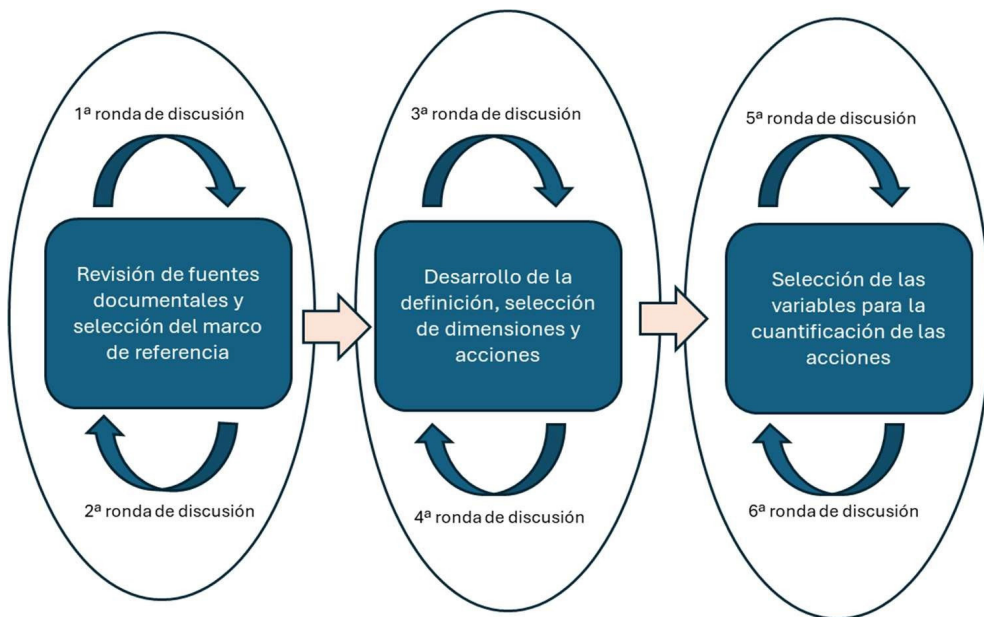 1ª ronda de discusión
Revisión de fuentes
documentales y
selección del marco
de referencia
2ª ronda de discusión
3ª ronda de discusión
Desarrollo de la
definición, selección
de dimensiones y
acciones
4ª ronda de discusión
5ª ronda de discusión
Selección de las
variables para la
cuantificación de las
acciones
6ª ronda de discusión